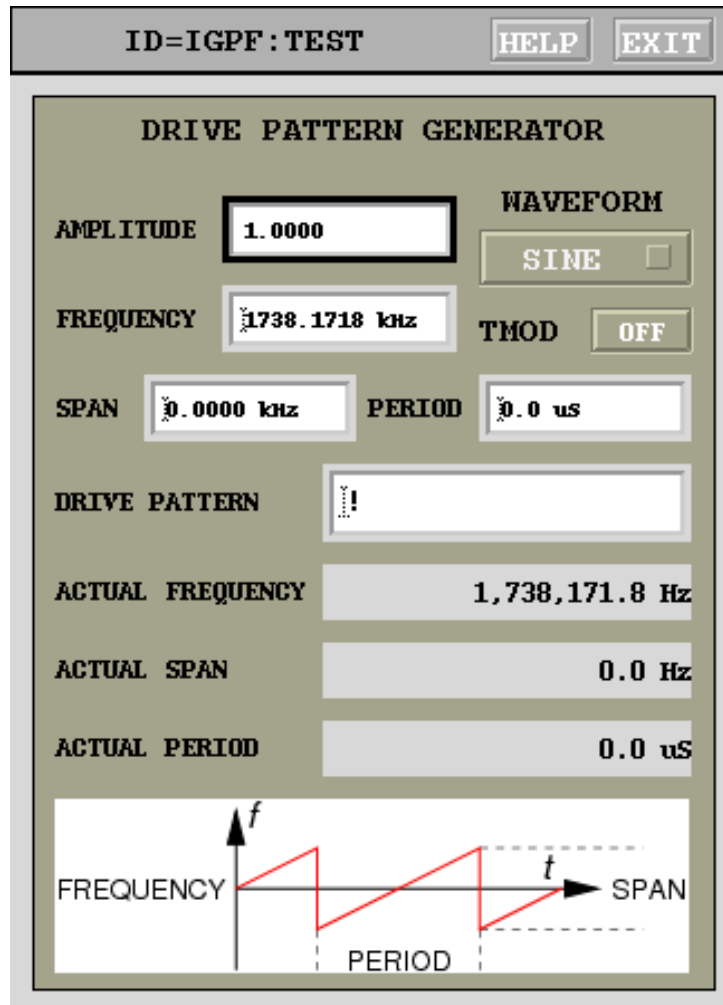 ID=IGPF:TEST HELP EXIT
DRIVE PATTERN GENERATOR
AMPLITUDE 1.0000
WAVEFORM
SINE
FREQUENCY 1738.1718 kHz
TMOD OFF
SPAN 0.0000 kHz PERIOD 0.0 uS
DRIVE PATTERN !
ACTUAL FREQUENCY 1,738,171.8 Hz
ACTUAL SPAN 0.0 Hz
ACTUAL PERIOD 0.0 uS
f
FREQUENCY t SPAN
PERIOD